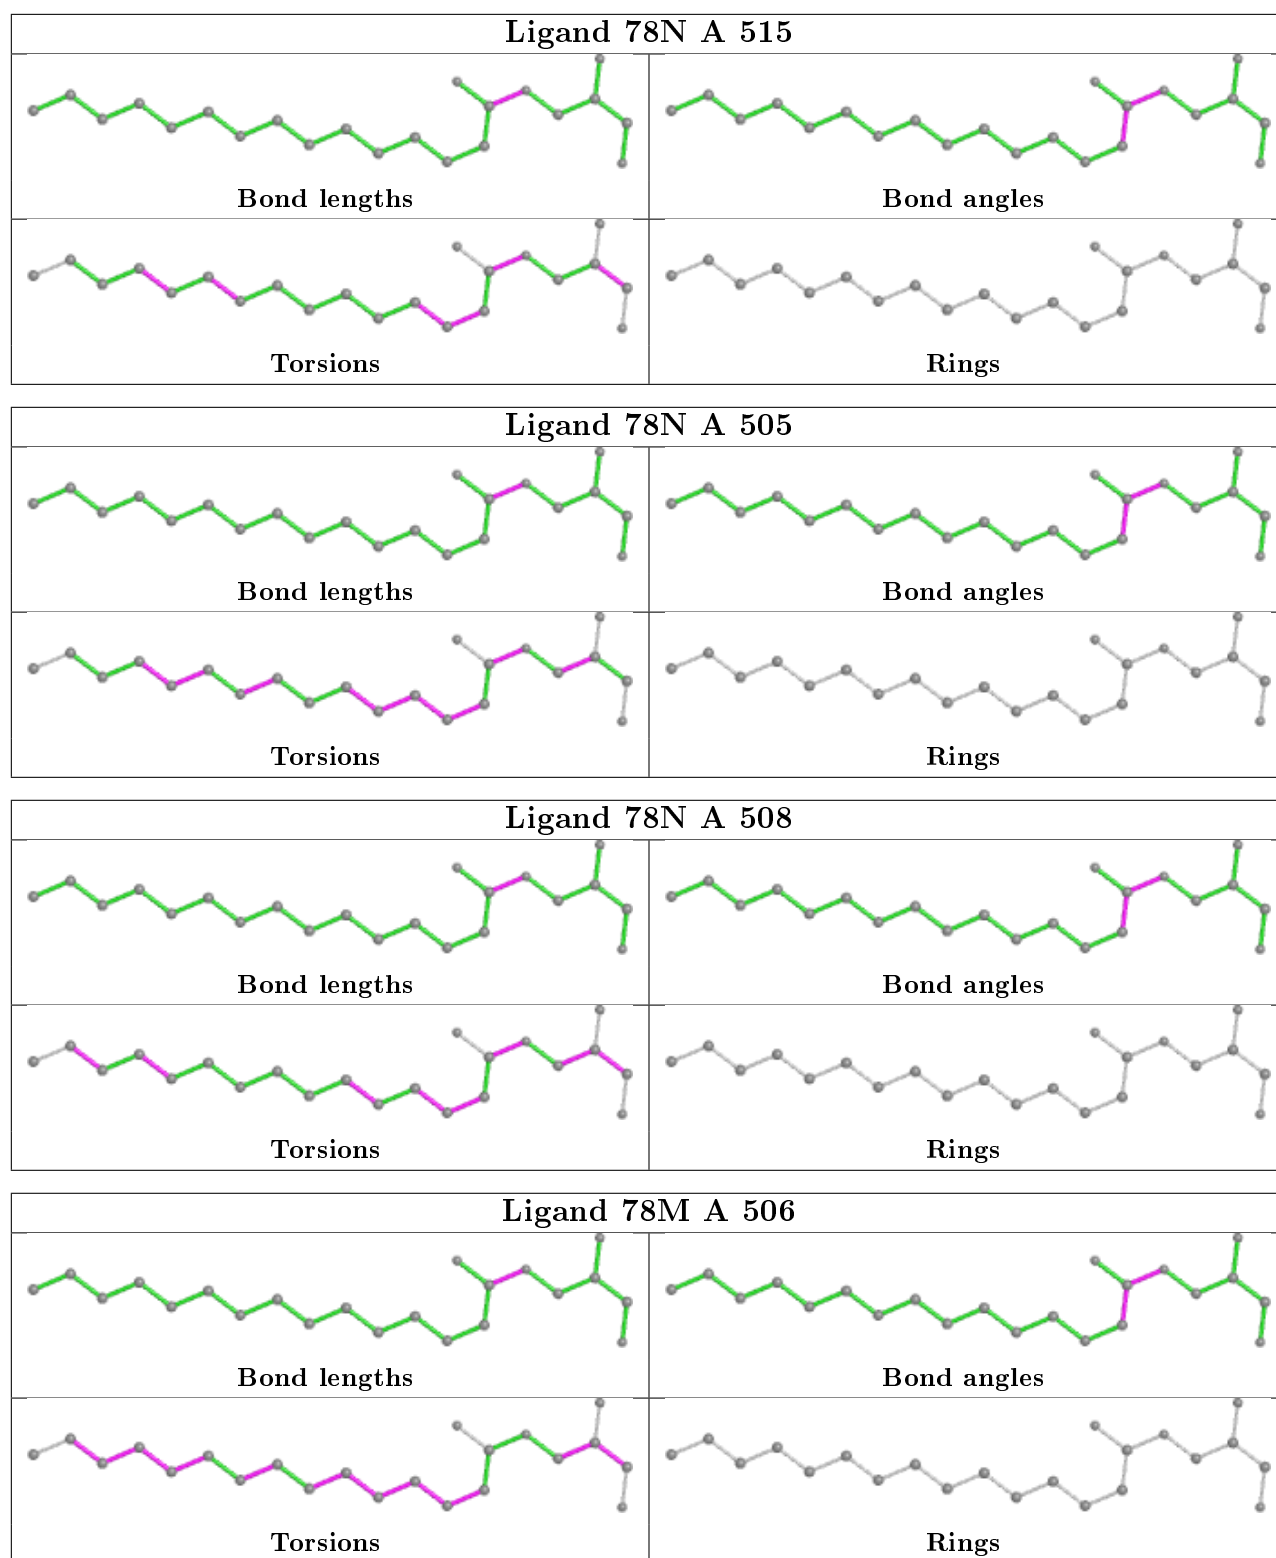 Ligand 78N A 515
Bond lengths
Bond angles
Torsions
Rings
Ligand 78N A 505
Bond lengths
Bond angles
Torsions
Rings
Ligand 78N A 508
Bond lengths
Bond angles
Torsions
Rings
Ligand 78M A 506
Bond lengths
Bond angles
Torsions
Rings